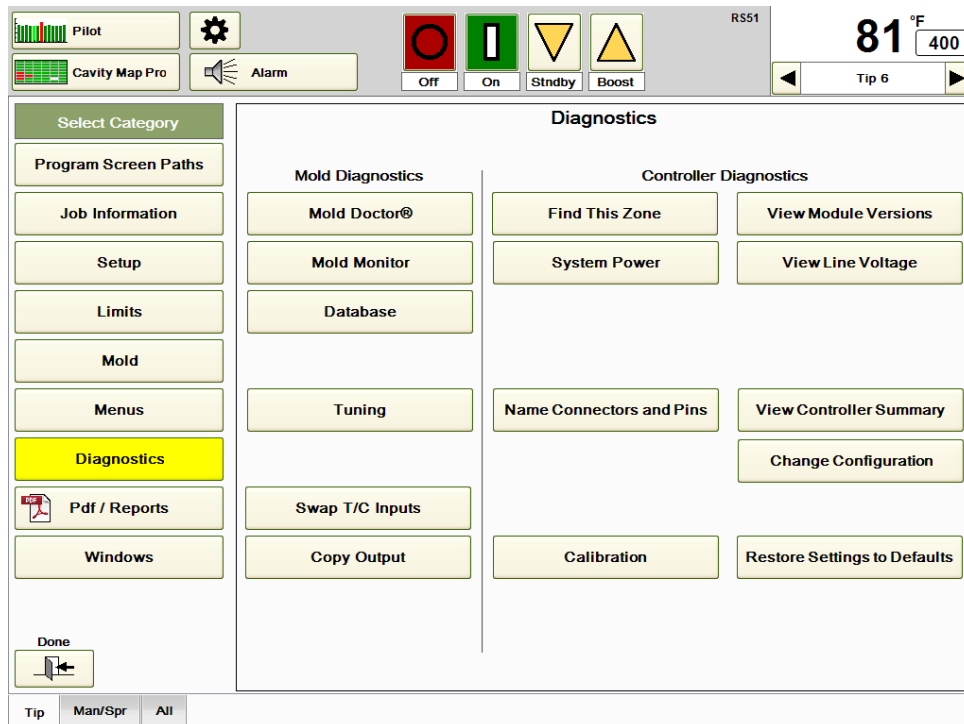 Pilot
Cavity Map Pro
Alarm
Off
On
Stndby
Boost
RS51
81 °F
400
Tip 6
Select Category
Program Screen Paths
Job Information
Setup
Limits
Mold
Menus
Diagnostics
PDF
Pdf / Reports
Windows
Done
Diagnostics
Mold Diagnostics
Mold Doctor®
Mold Monitor
Database
Tuning
Swap T/C Inputs
Copy Output
Controller Diagnostics
Find This Zone
View Module Versions
System Power
View Line Voltage
Name Connectors and Pins
View Controller Summary
Change Configuration
Calibration
Restore Settings to Defaults
Tip
Man/Spr
All